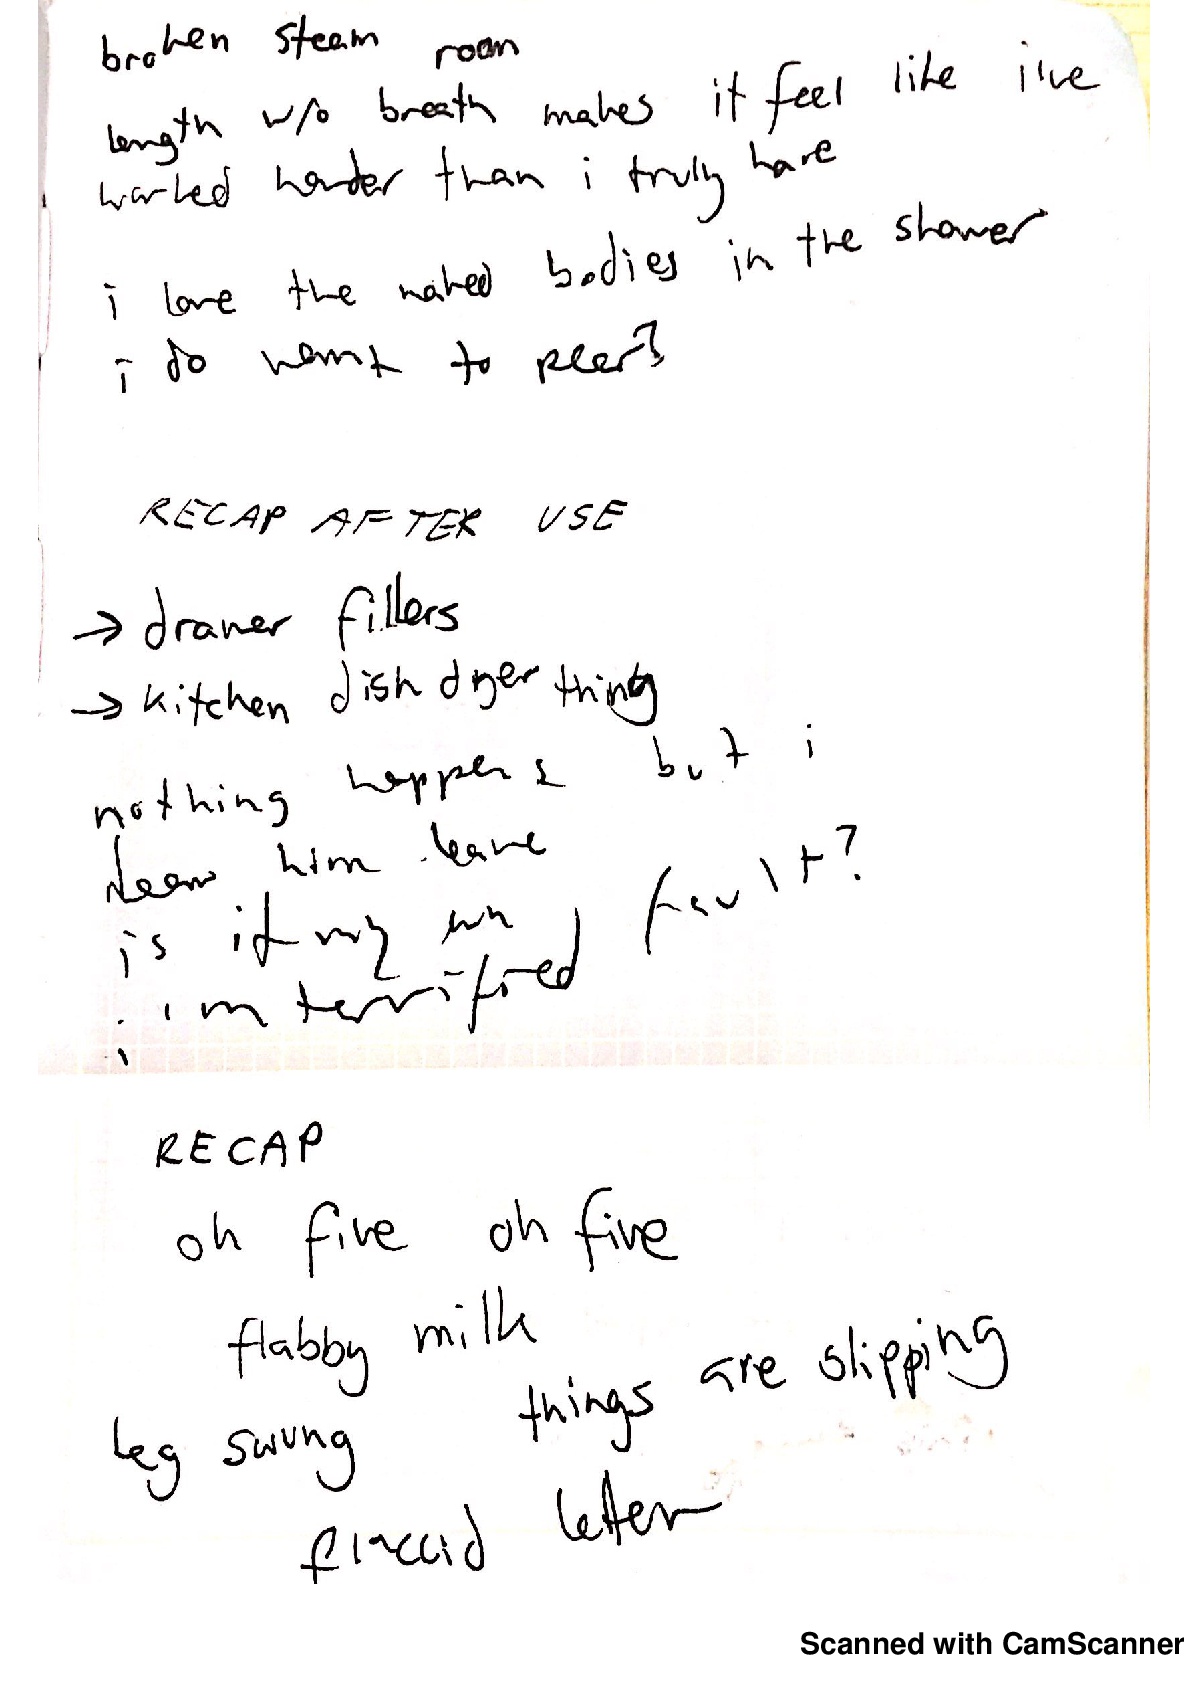 broken steam room
length w/o breath makes it feel like i've
worked harder than i truly have
i love the naked bodies in the shower
i do want to peer?
RECAP AFTER USE
→ drawer fillers
→ kitchen dish dryer thing
nothing happens but i
him leave
is it my own fault?
i'm terrified
i
RECAP
oh five oh five
flabby milk
things are slipping
leg swung
flaccid letter
Scanned with CamScanner